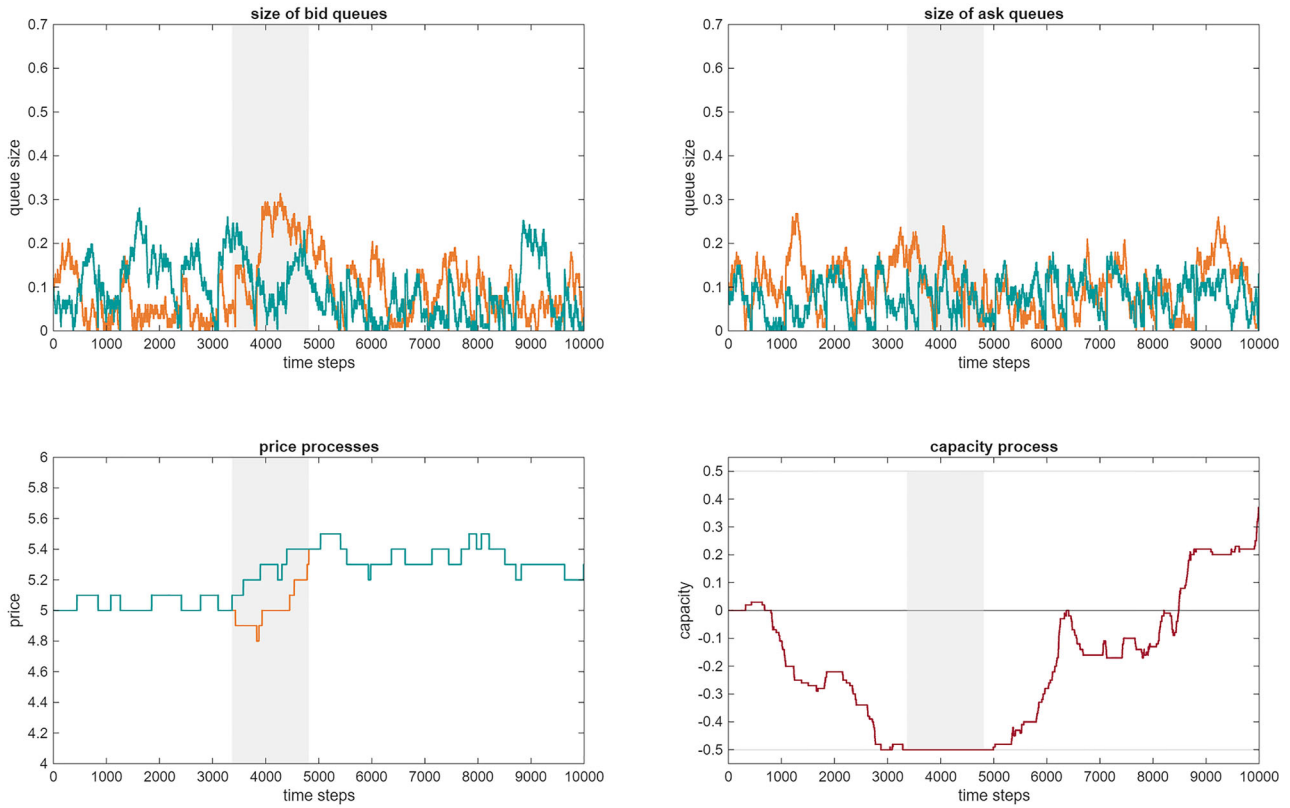 size of bid queues
0.7
0.6
0.5
0.4
0.3
0.2
0.1
0
queue size
0 1000 2000 3000 4000 5000 6000 7000 8000 9000 10000
time steps
size of ask queues
0.7
0.6
0.5
0.4
0.3
0.2
0.1
0
queue size
0 1000 2000 3000 4000 5000 6000 7000 8000 9000 10000
time steps
price processes
6
5.8
5.6
5.4
5.2
5
4.8
4.6
4.4
4.2
4
price
0 1000 2000 3000 4000 5000 6000 7000 8000 9000 10000
time steps
capacity process
0.5
0.4
0.3
0.2
0.1
0
-0.1
-0.2
-0.3
-0.4
-0.5
capacity
0 1000 2000 3000 4000 5000 6000 7000 8000 9000 10000
time steps